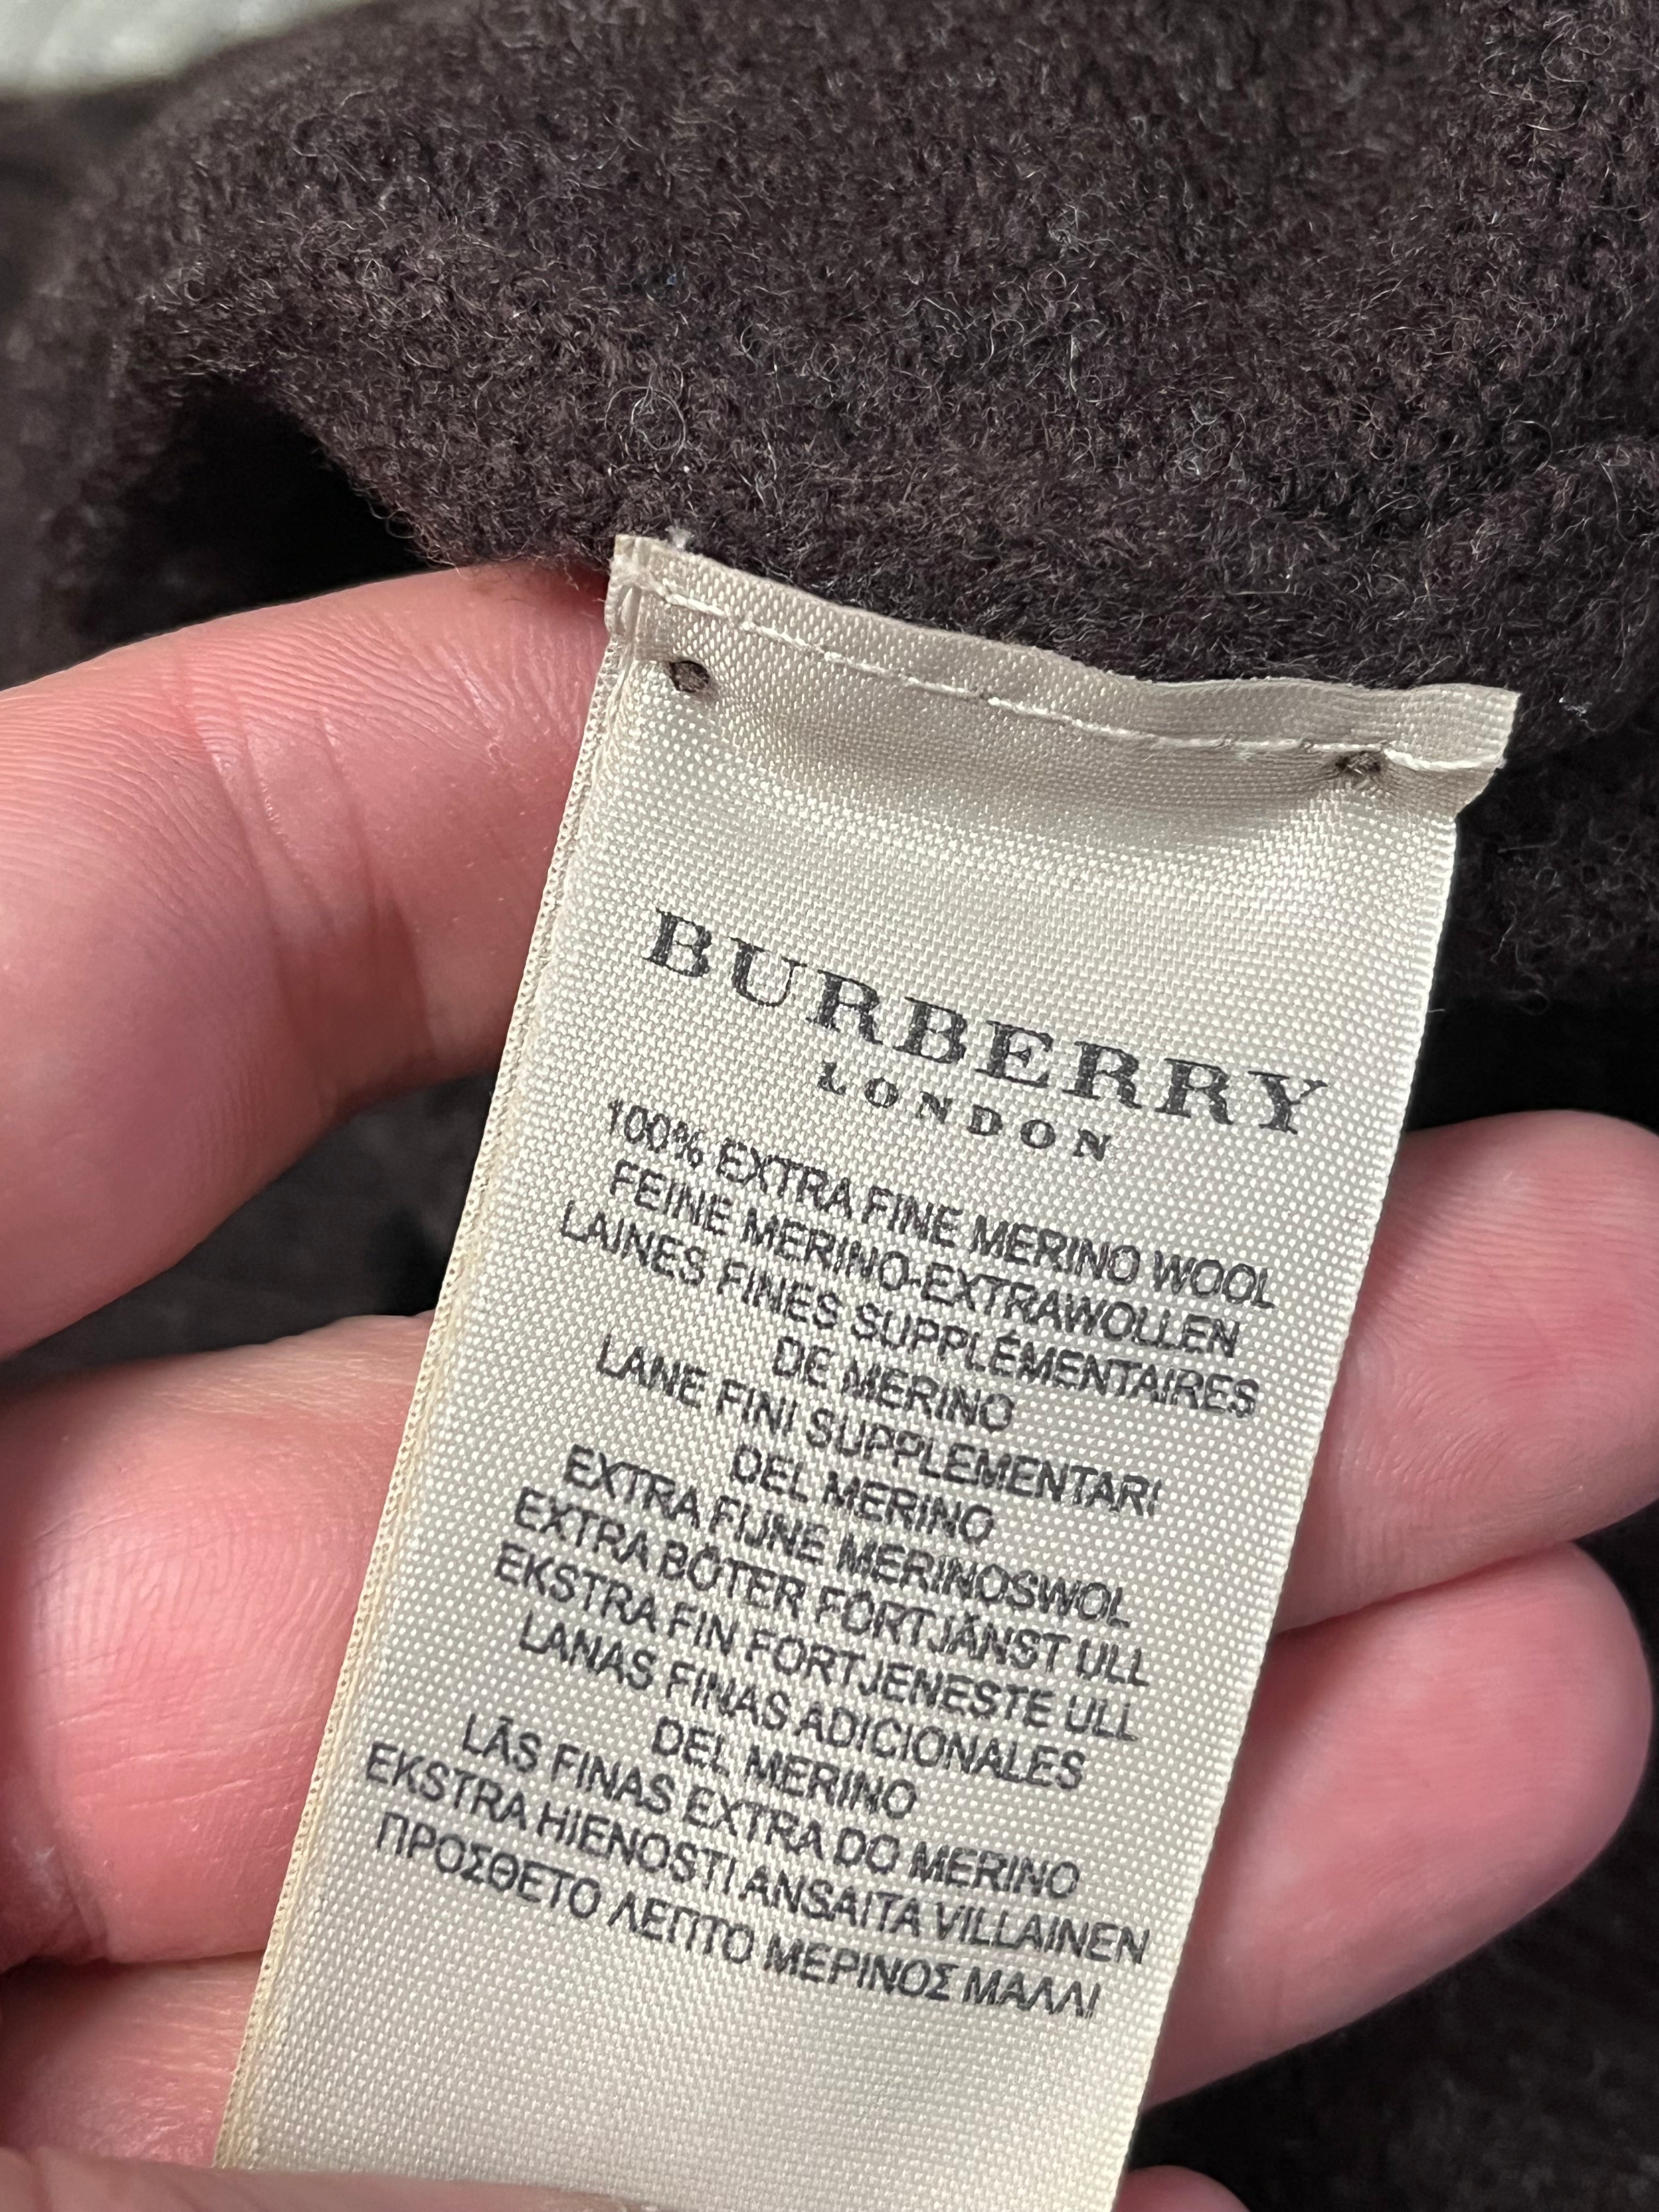 BURBERRY
LONDON
100% EXTRA FINE MERINO WOOL
FEINE MERINO-EXTRAWOLLEN
LAINES FINES SUPPLÉMENTAIRES
DE MERINO
LANE FINI SUPPLEMENTARI
DEL MERINO
EXTRA FIJNE MERINOSWOL
EXTRA BÖTER FÖRTJÄNST ULL
EKSTRA FIN FORTJENESTE ULL
LANAS FINAS ADICIONALES
DEL MERINO
LÃS FINAS EXTRA DO MERINO
EKSTRA HIENOSTI ANSAITA VILLAINEN
ΠΡΟΣΘΕΤΟ ΛΕΠΤΟ ΜΕΡΙΝΟΣ ΜΑΛΛΙ